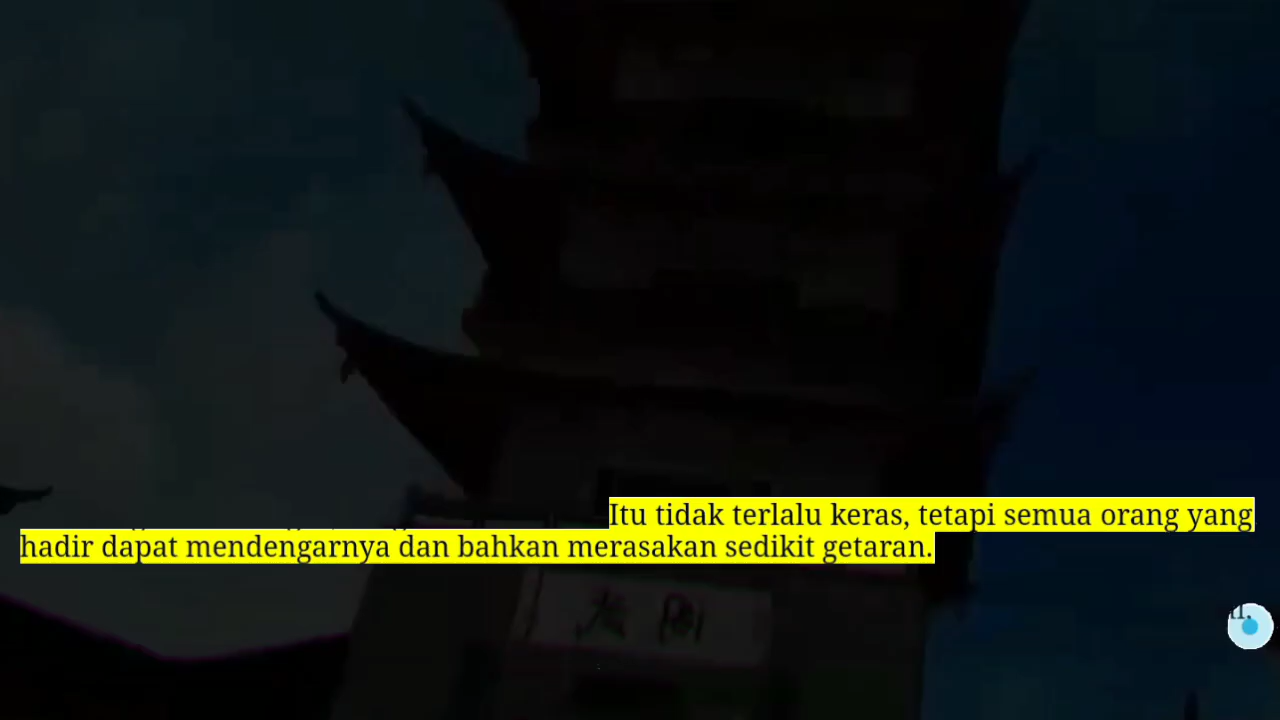 Itu tidak terlalu keras, tetapi semua orang yang
hadir dapat mendengarnya dan bahkan merasakan sedikit getaran.